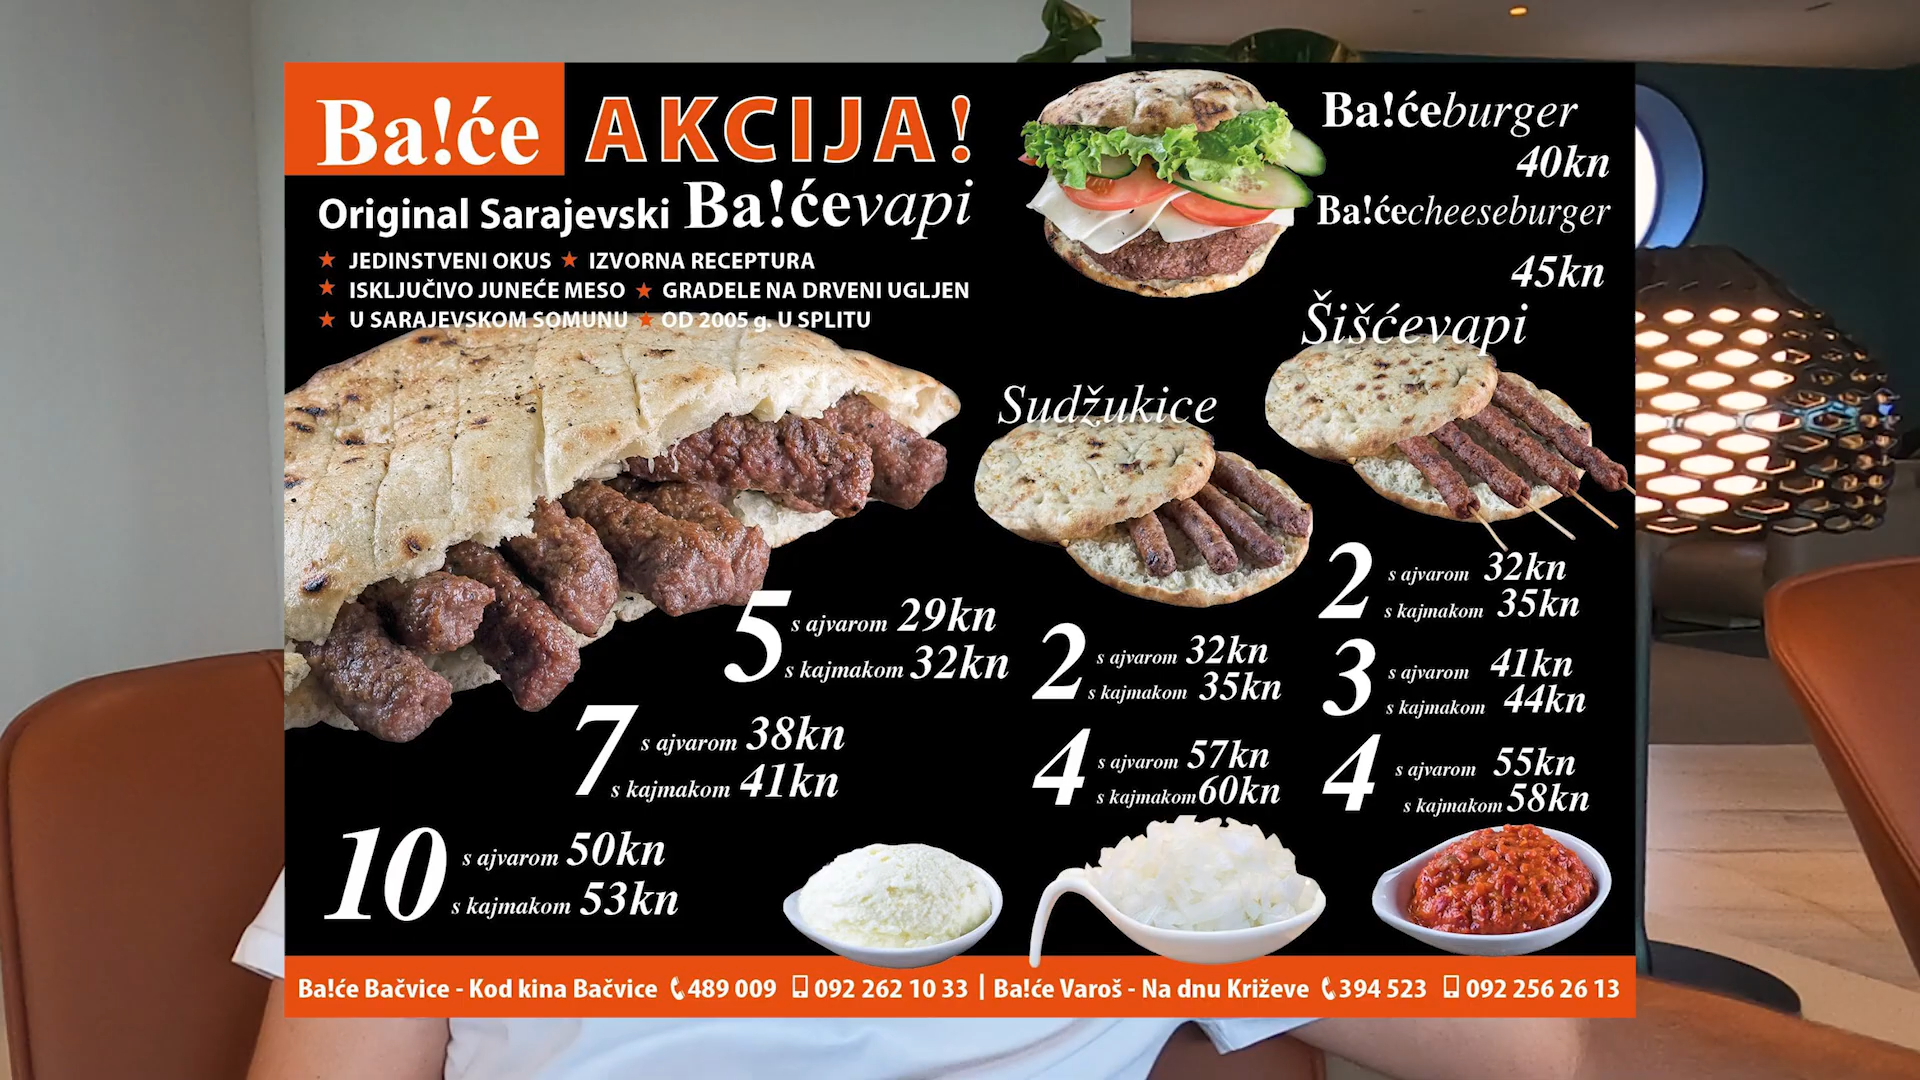 Ba!će
AKCIJA!
Original Sarajevski Ba!ćevapi
★ JEDINSTVENI OKUS ★ IZVORNA RECEPTURA
★ ISKLJUČIVO JUNEĆE MESO ★ GRADELE NA DRVENI UGLJEN
★ U SARAJEVSKOM SOMUNU ★ OD 2005 g. U SPLITU
5
s ajvarom 29kn
s kajmakom 32kn
7
s ajvarom 38kn
s kajmakom 41kn
10
s ajvarom 50kn
s kajmakom 53kn
Ba!ćeburger
40kn
Ba!ćecheeseburger
45kn
Sudžukice
2
s ajvarom 32kn
s kajmakom 35kn
4
s ajvarom 57kn
s kajmakom 60kn
Šišćevapi
2
s ajvarom 32kn
s kajmakom 35kn
3
s ajvarom 41kn
s kajmakom 44kn
4
s ajvarom 55kn
s kajmakom 58kn
Ba!će Bačvice - Kod kina Bačvice 489 009 092 262 10 33 | Ba!će Varoš - Na dnu Križeve 394 523 092 256 26 13